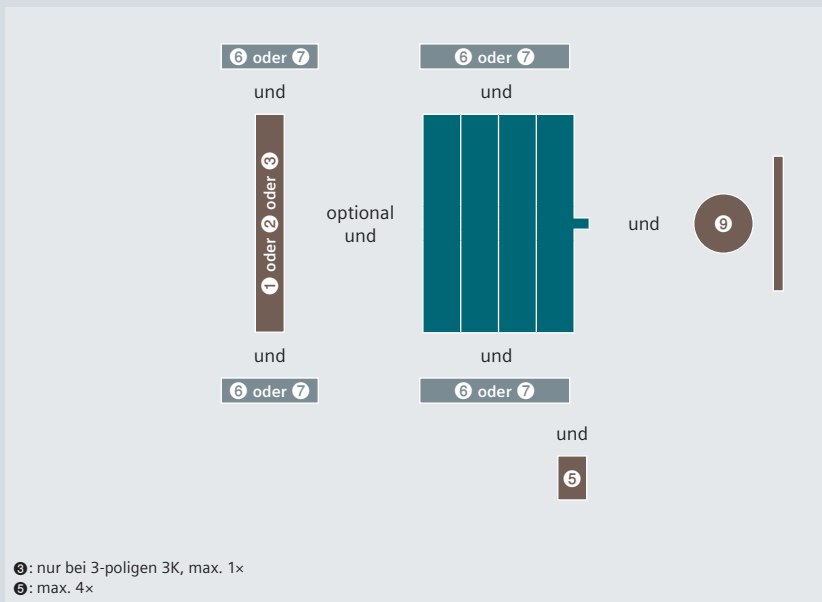 ❻ oder ❼
❻ oder ❼
und
und
❶ oder ❷ oder ❸
optional
und
und
❾
und
und
❻ oder ❼
❻ oder ❼
und
❺
❸: nur bei 3-poligen 3K, max. 1×
❺: max. 4×